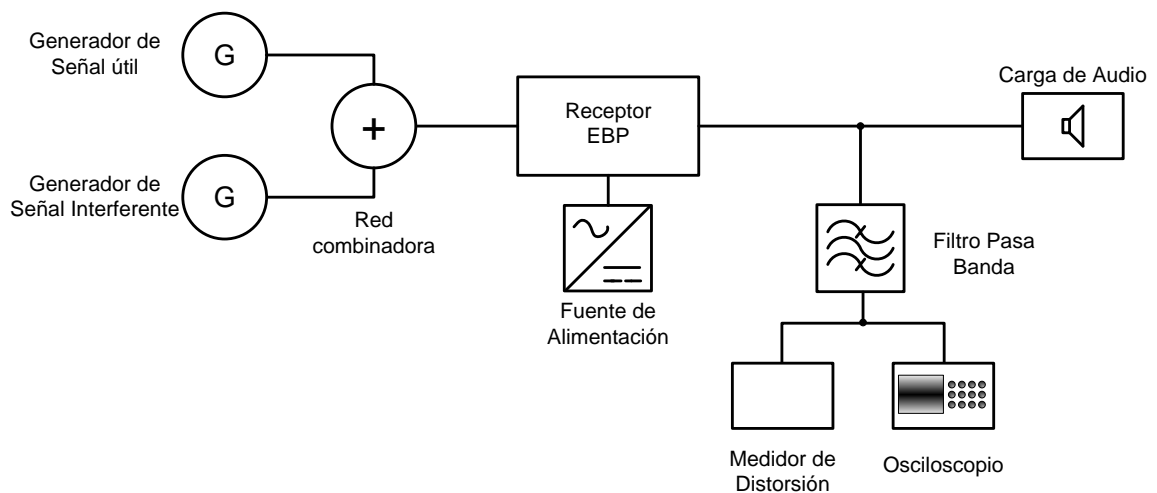 Generador de
Señal útil
G
Generador de
Señal Interferente
G
+
Red
combinadora
Receptor
EBP
Fuente de
Alimentación
Carga de Audio
Filtro Pasa
Banda
Medidor de
Distorsión
Osciloscopio